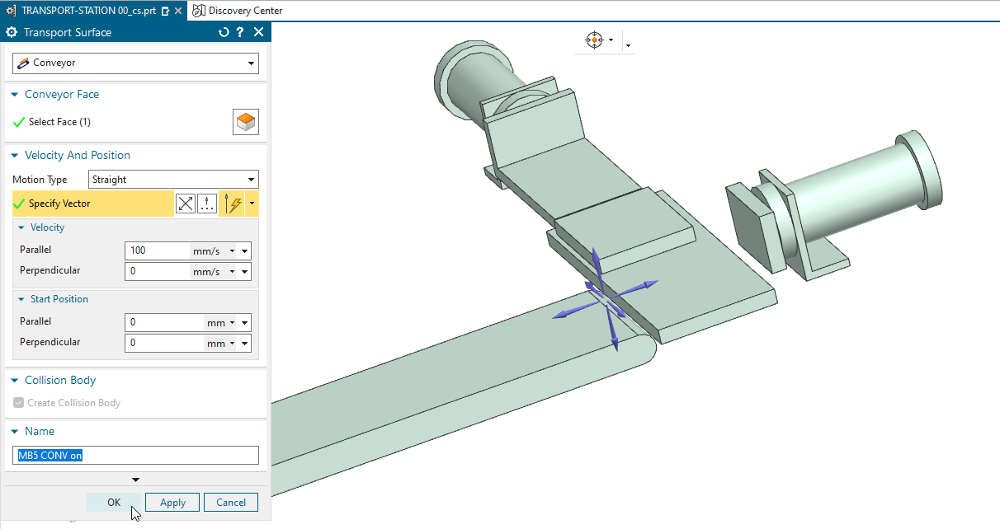 TRANSPORT-STATION 00_cs.prt
Discovery Center
Transport Surface
?
Conveyor
Conveyor Face
Select Face (1)
Velocity And Position
Motion Type Straight
Specify Vector
Velocity
Parallel 100 mm/s
Perpendicular 0 mm/s
Start Position
Parallel 0 mm
Perpendicular 0 mm
Collision Body
Create Collision Body
Name
MB5 CONV on
OK Apply Cancel